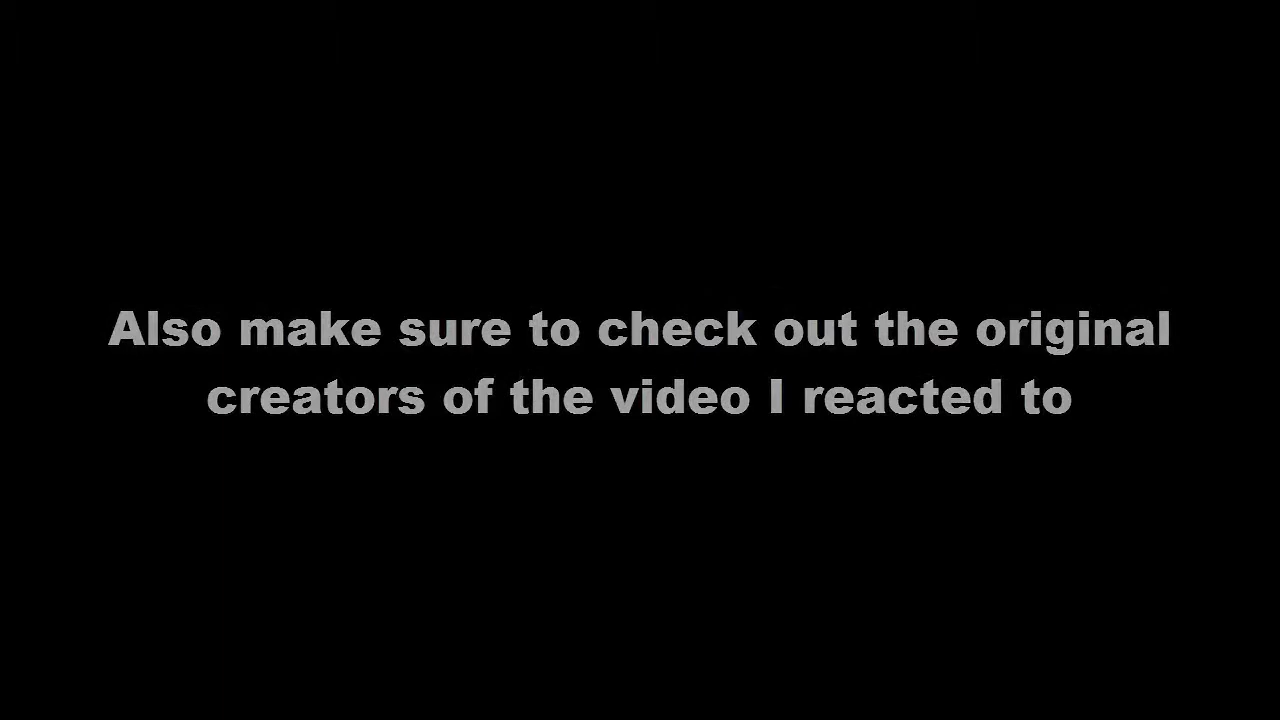 Also make sure to check out the original
creators of the video I reacted to